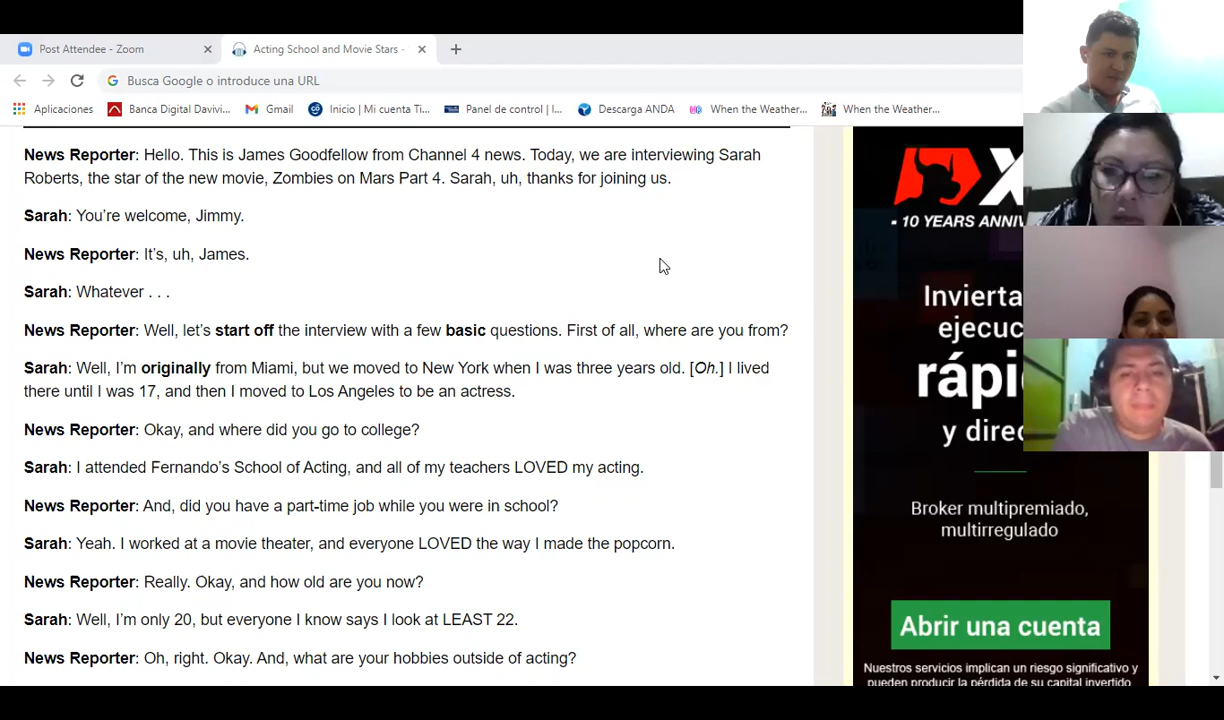 Post Attendee - Zoom
Acting School and Movie Stars -
Busca Google o introduce una URL
Aplicaciones
Banca Digital Davivi...
Gmail
Inicio | Mi cuenta Ti...
Panel de control | I...
Descarga ANDA
When the Weather...
When the Weather...
News Reporter: Hello. This is James Goodfellow from Channel 4 news. Today, we are interviewing Sarah
Roberts, the star of the new movie, Zombies on Mars Part 4. Sarah, uh, thanks for joining us.
Sarah: You're welcome, Jimmy.
News Reporter: It's, uh, James.
Sarah: Whatever . . .
News Reporter: Well, let's start off the interview with a few basic questions. First of all, where are you from?
Sarah: Well, I'm originally from Miami, but we moved to New York when I was three years old. [Oh.] I lived
there until I was 17, and then I moved to Los Angeles to be an actress.
News Reporter: Okay, and where did you go to college?
Sarah: I attended Fernando's School of Acting, and all of my teachers LOVED my acting.
News Reporter: And, did you have a part-time job while you were in school?
Sarah: Yeah. I worked at a movie theater, and everyone LOVED the way I made the popcorn.
News Reporter: Really. Okay, and how old are you now?
Sarah: Well, I'm only 20, but everyone I know says I look at LEAST 22.
News Reporter: Oh, right. Okay. And, what are your hobbies outside of acting?
- 10 YEARS ANNI
Invierta
ejecuc
rápi
y direc
Broker multipremiado,
multirregulado
Abrir una cuenta
Nuestros servicios implican un riesgo significativo y
pueden producir la pérdida de su capital invertido